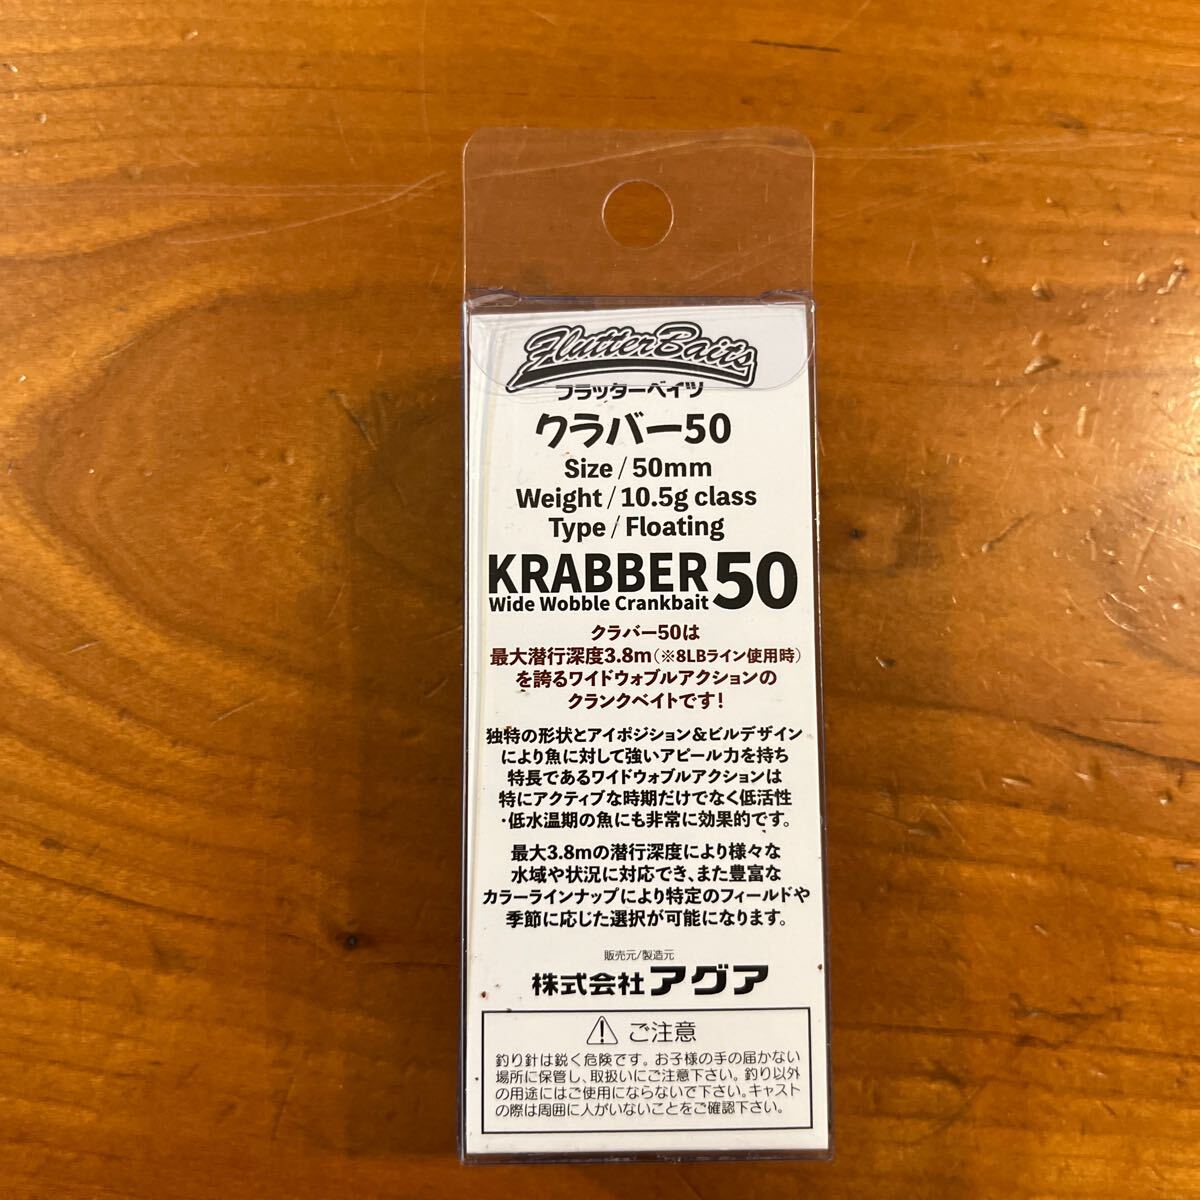 FlutterBaits
フラッターベイツ
クラバー50
Size/50mm
Weight/10.5g class
Type/Floating
KRABBER50
Wide Wobble Crankbait
クラバー50は
最大潜行深度3.8m(※8LBライン使用時)
を誇るワイドウォブルアクションの
クランクベイトです!
独特の形状とアイポジション&ビルデザイン
により魚に対して強いアピール力を持ち
特長であるワイドウォブルアクションは
特にアクティブな時期だけでなく低活性
・低水温期の魚にも非常に効果的です。
最大3.8mの潜行深度により様々な
水域や状況に対応でき、また豊富な
カラーラインナップにより特定のフィールドや
季節に応じた選択が可能になります。
販売元/製造元
株式会社アグア
ご注意
釣り針は鋭く危険です。お子様の手の届かない
場所に保管し、取扱いにご注意下さい。釣り以外
の用途にはご使用にならないで下さい。キャスト
の際は周囲に人がいないことをご確認下さい。